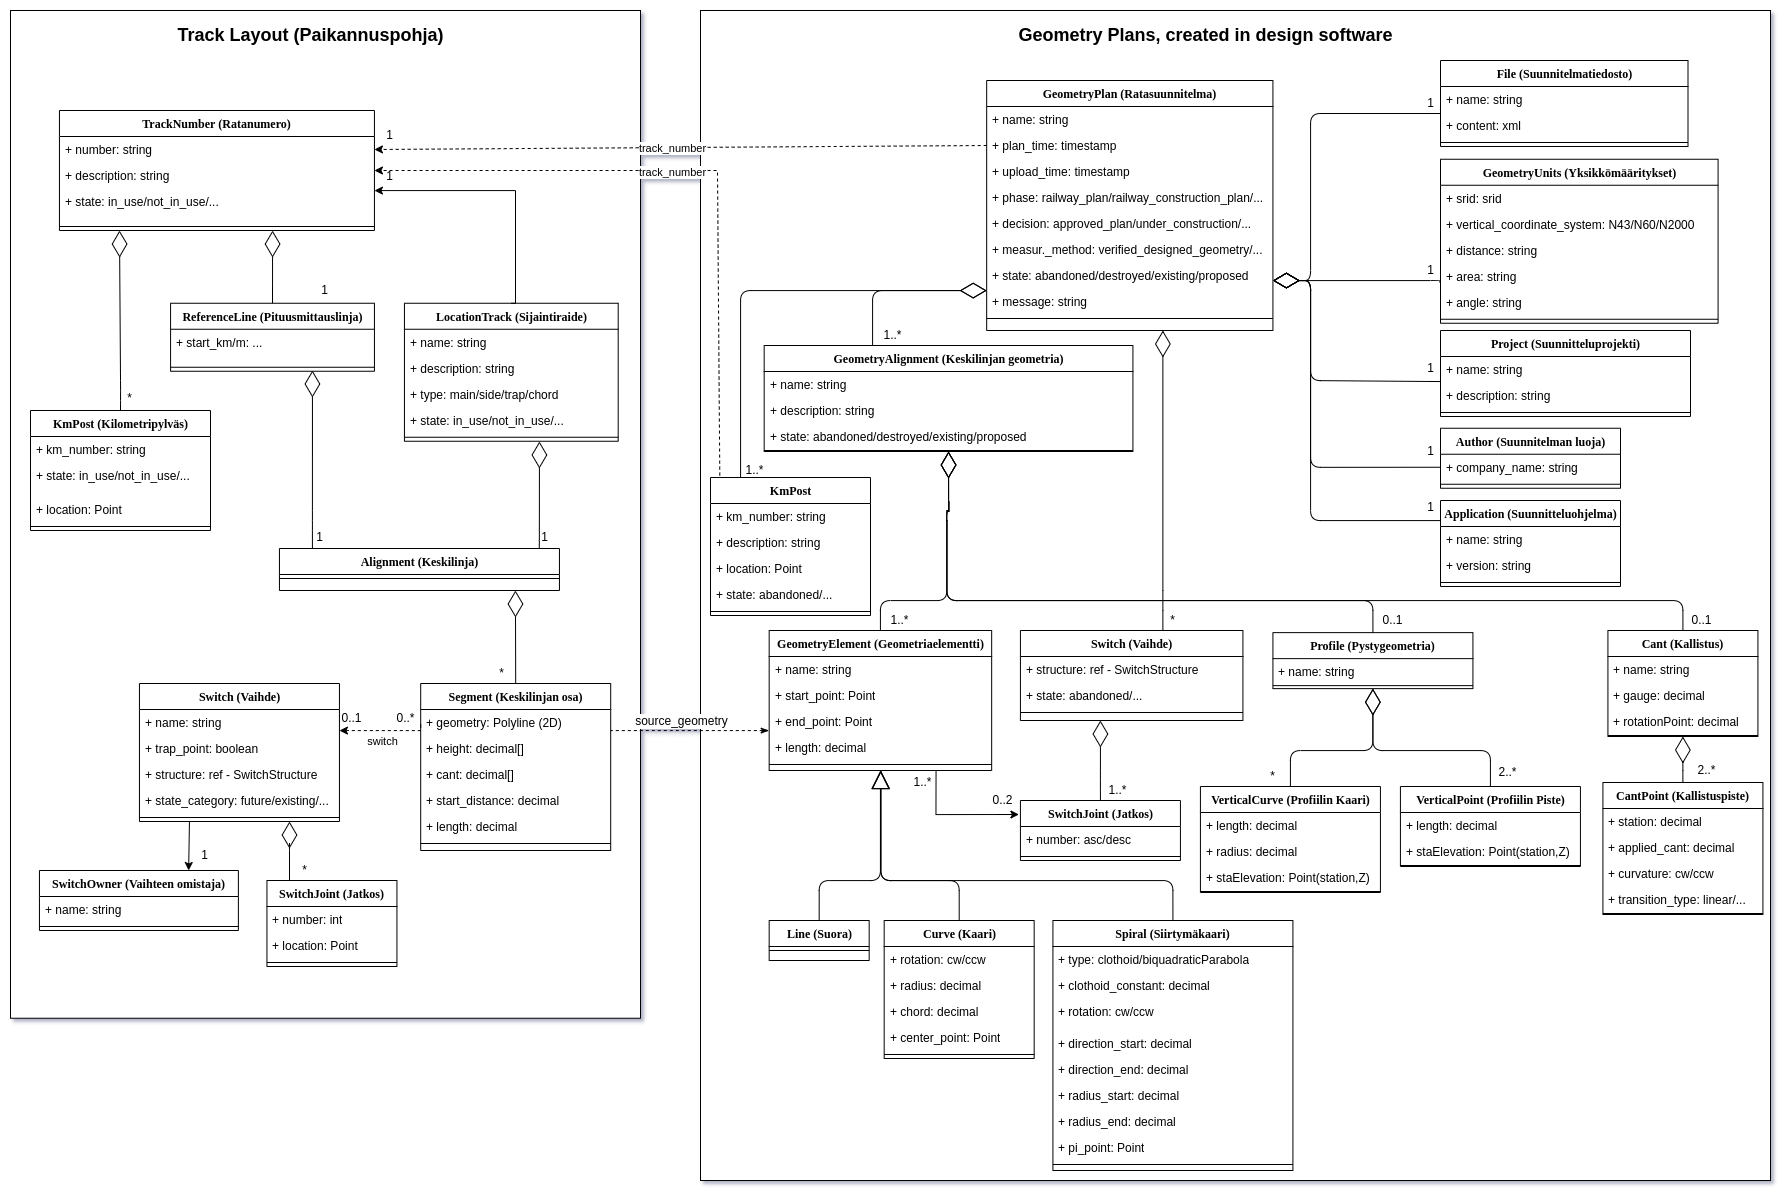 Track Layout (Paikannuspohja)
TrackNumber (Ratanumero)
+ number: string
+ description: string
+ state: in_use/not_in_use/...
1
1
1
*
ReferenceLine (Pituusmittauslinja)
+ start_km/m: ...
LocationTrack (Sijaintiraide)
+ name: string
+ description: string
+ type: main/side/trap/chord
+ state: in_use/not_in_use/...
KmPost (Kilometripylväs)
+ km_number: string
+ state: in_use/not_in_use/...
+ location: Point
1
1
Alignment (Keskilinja)
*
Switch (Vaihde)
+ name: string
+ trap_point: boolean
+ structure: ref - SwitchStructure
+ state_category: future/existing/...
0..1
0..*
switch
Segment (Keskilinjan osa)
+ geometry: Polyline (2D)
+ height: decimal[]
+ cant: decimal[]
+ start_distance: decimal
+ length: decimal
1
*
SwitchOwner (Vaihteen omistaja)
+ name: string
SwitchJoint (Jatkos)
+ number: int
+ location: Point
track_number
track_number
source_geometry
Geometry Plans, created in design software
GeometryPlan (Ratasuunnitelma)
+ name: string
+ plan_time: timestamp
+ upload_time: timestamp
+ phase: railway_plan/railway_construction_plan/...
+ decision: approved_plan/under_construction/...
+ measur._method: verified_designed_geometry/...
+ state: abandoned/destroyed/existing/proposed
+ message: string
1
File (Suunnitelmatiedosto)
+ name: string
+ content: xml
1
GeometryUnits (Yksikkömääritykset)
+ srid: srid
+ vertical_coordinate_system: N43/N60/N2000
+ distance: string
+ area: string
+ angle: string
1
Project (Suunnitteluprojekti)
+ name: string
+ description: string
1
Author (Suunnitelman luoja)
+ company_name: string
1
Application (Suunnitteluohjelma)
+ name: string
+ version: string
1..*
GeometryAlignment (Keskilinjan geometria)
+ name: string
+ description: string
+ state: abandoned/destroyed/existing/proposed
1..*
KmPost
+ km_number: string
+ description: string
+ location: Point
+ state: abandoned/...
1..*
*
0..1
0..1
GeometryElement (Geometriaelementti)
+ name: string
+ start_point: Point
+ end_point: Point
+ length: decimal
Switch (Vaihde)
+ structure: ref - SwitchStructure
+ state: abandoned/...
Profile (Pystygeometria)
+ name: string
Cant (Kallistus)
+ name: string
+ gauge: decimal
+ rotationPoint: decimal
1..*
0..2
1..*
*
2..*
2..*
SwitchJoint (Jatkos)
+ number: asc/desc
VerticalCurve (Profiilin Kaari)
+ length: decimal
+ radius: decimal
+ staElevation: Point(station,Z)
VerticalPoint (Profiilin Piste)
+ length: decimal
+ staElevation: Point(station,Z)
CantPoint (Kallistuspiste)
+ station: decimal
+ applied_cant: decimal
+ curvature: cw/ccw
+ transition_type: linear/...
Line (Suora)
Curve (Kaari)
+ rotation: cw/ccw
+ radius: decimal
+ chord: decimal
+ center_point: Point
Spiral (Siirtymäkaari)
+ type: clothoid/biquadraticParabola
+ clothoid_constant: decimal
+ rotation: cw/ccw
+ direction_start: decimal
+ direction_end: decimal
+ radius_start: decimal
+ radius_end: decimal
+ pi_point: Point